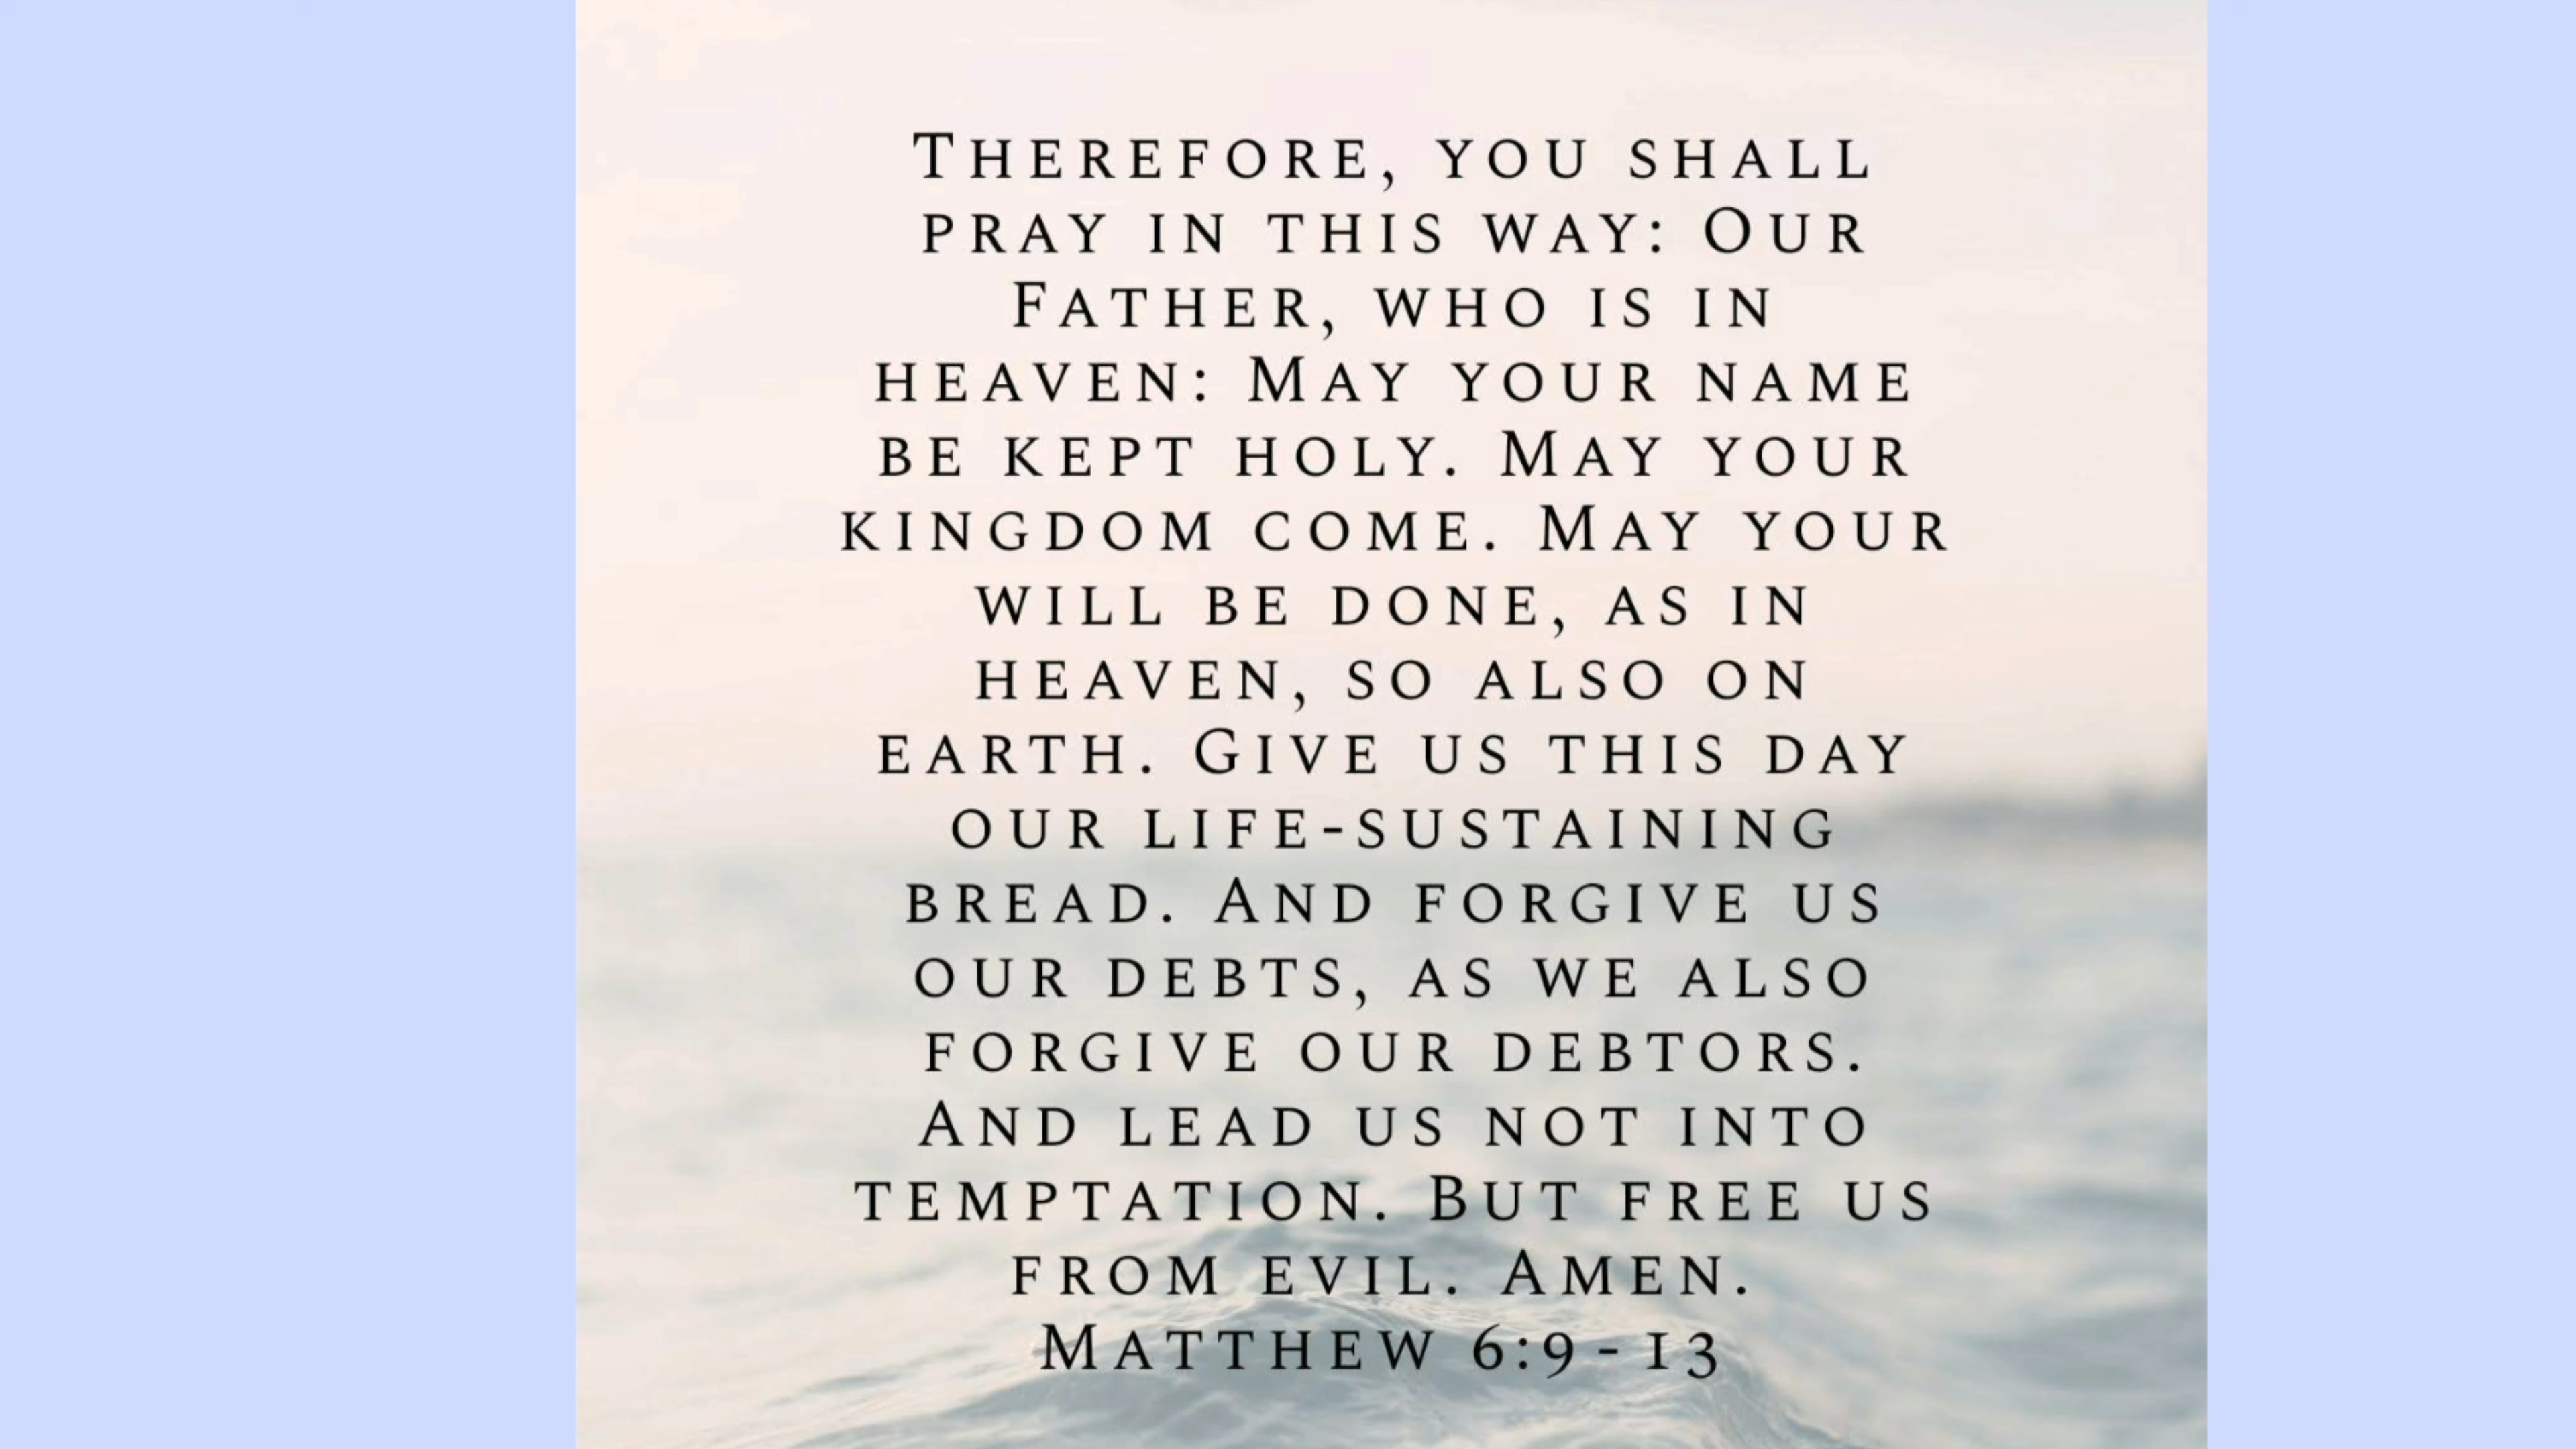 Therefore, you shall
pray in this way: Our
Father, who is in
heaven: May your name
be kept holy. May your
kingdom come. May your
will be done, as in
heaven, so also on
earth. Give us this day
our life-sustaining
bread. And forgive us
our debts, as we also
forgive our debtors.
And lead us not into
temptation. But free us
from evil. Amen.
Matthew 6:9-13